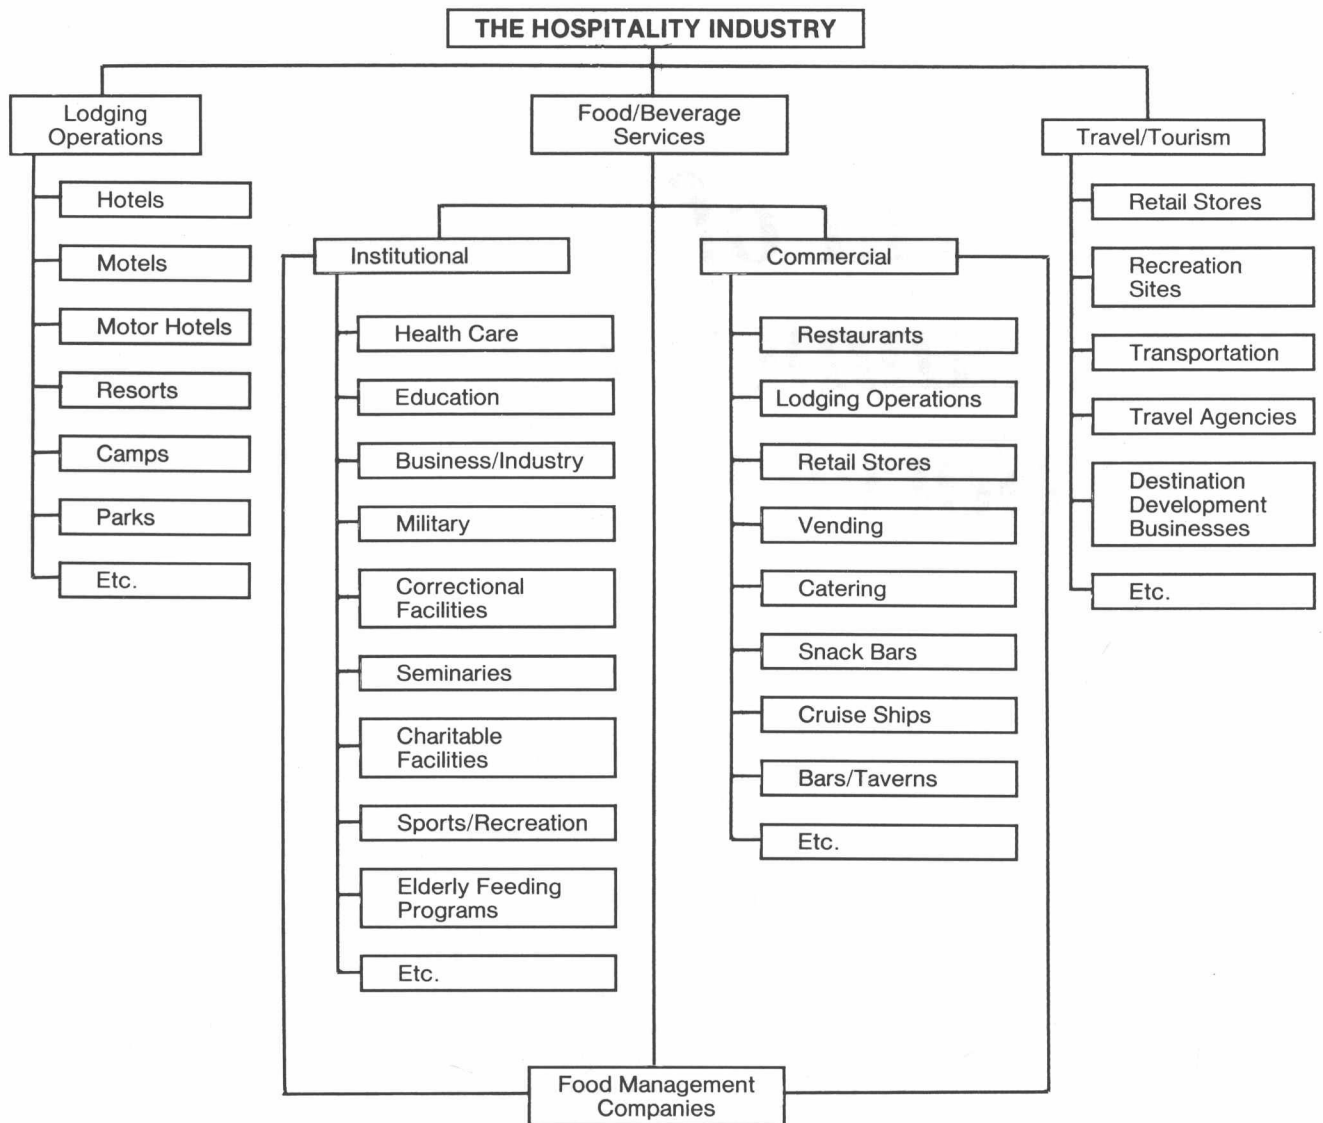 THE HOSPITALITY INDUSTRY
Lodging
Operations
Hotels
Motels
Motor Hotels
Resorts
Camps
Parks
Etc.
Food/Beverage
Services
Institutional
Health Care
Education
Business/Industry
Military
Correctional
Facilities
Seminaries
Charitable
Facilities
Sports/Recreation
Elderly Feeding
Programs
Etc.
Commercial
Restaurants
Lodging Operations
Retail Stores
Vending
Catering
Snack Bars
Cruise Ships
Bars/Taverns
Etc.
Food Management
Companies
Travel/Tourism
Retail Stores
Recreation
Sites
Transportation
Travel Agencies
Destination
Development
Businesses
Etc.